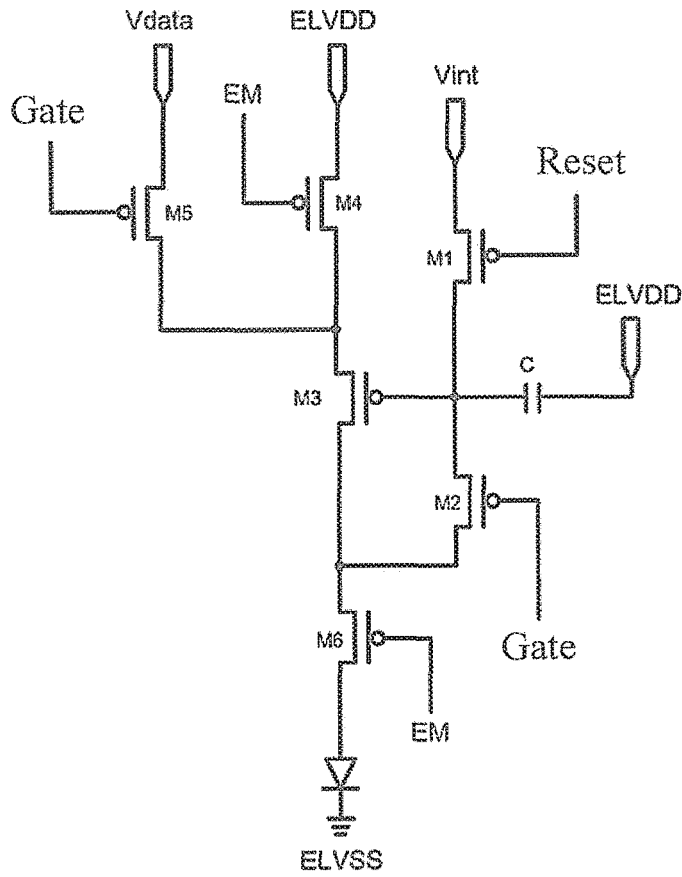 Vdata
ELVDD
Vint
EM
Gate
Reset
M5
M4
M1
ELVDD
C
M3
M2
M6
Gate
EM
ELVSS